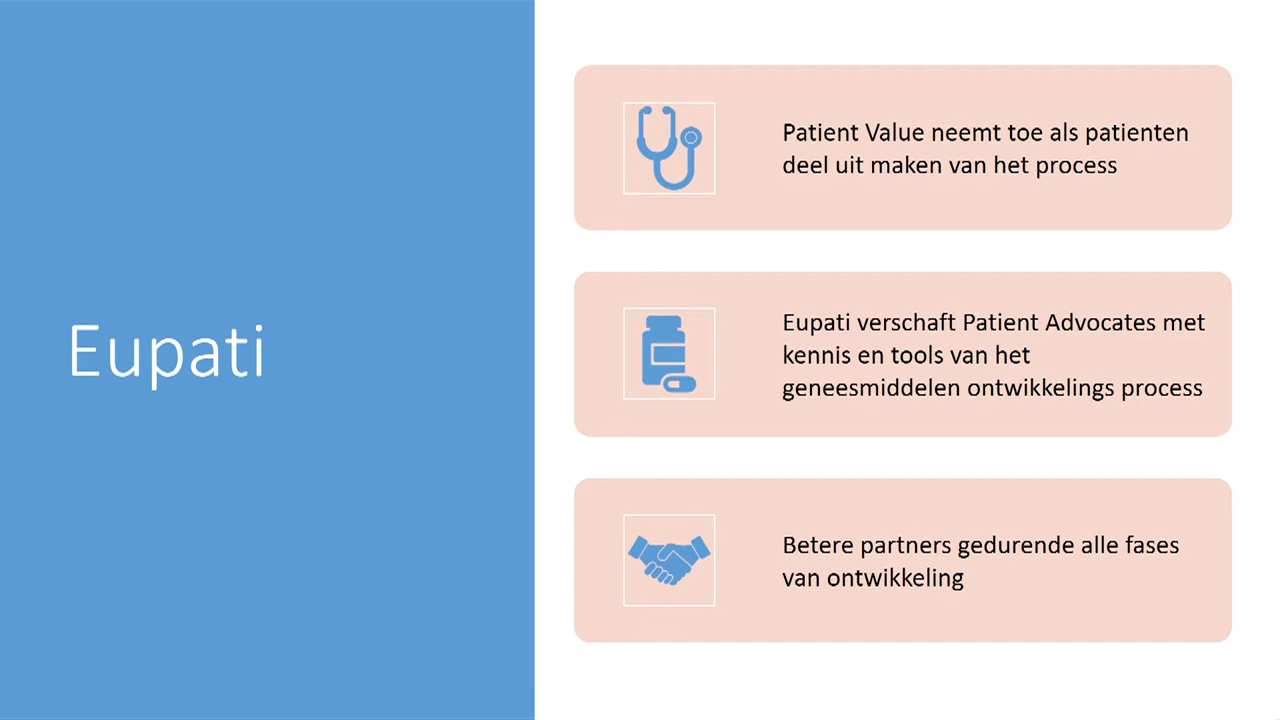 Eupati
Patient Value neemt toe als patienten
deel uit maken van het process
Eupati verschaft Patient Advocates met
kennis en tools van het
geneesmiddelen ontwikkelings process
Betere partners gedurende alle fases
van ontwikkeling